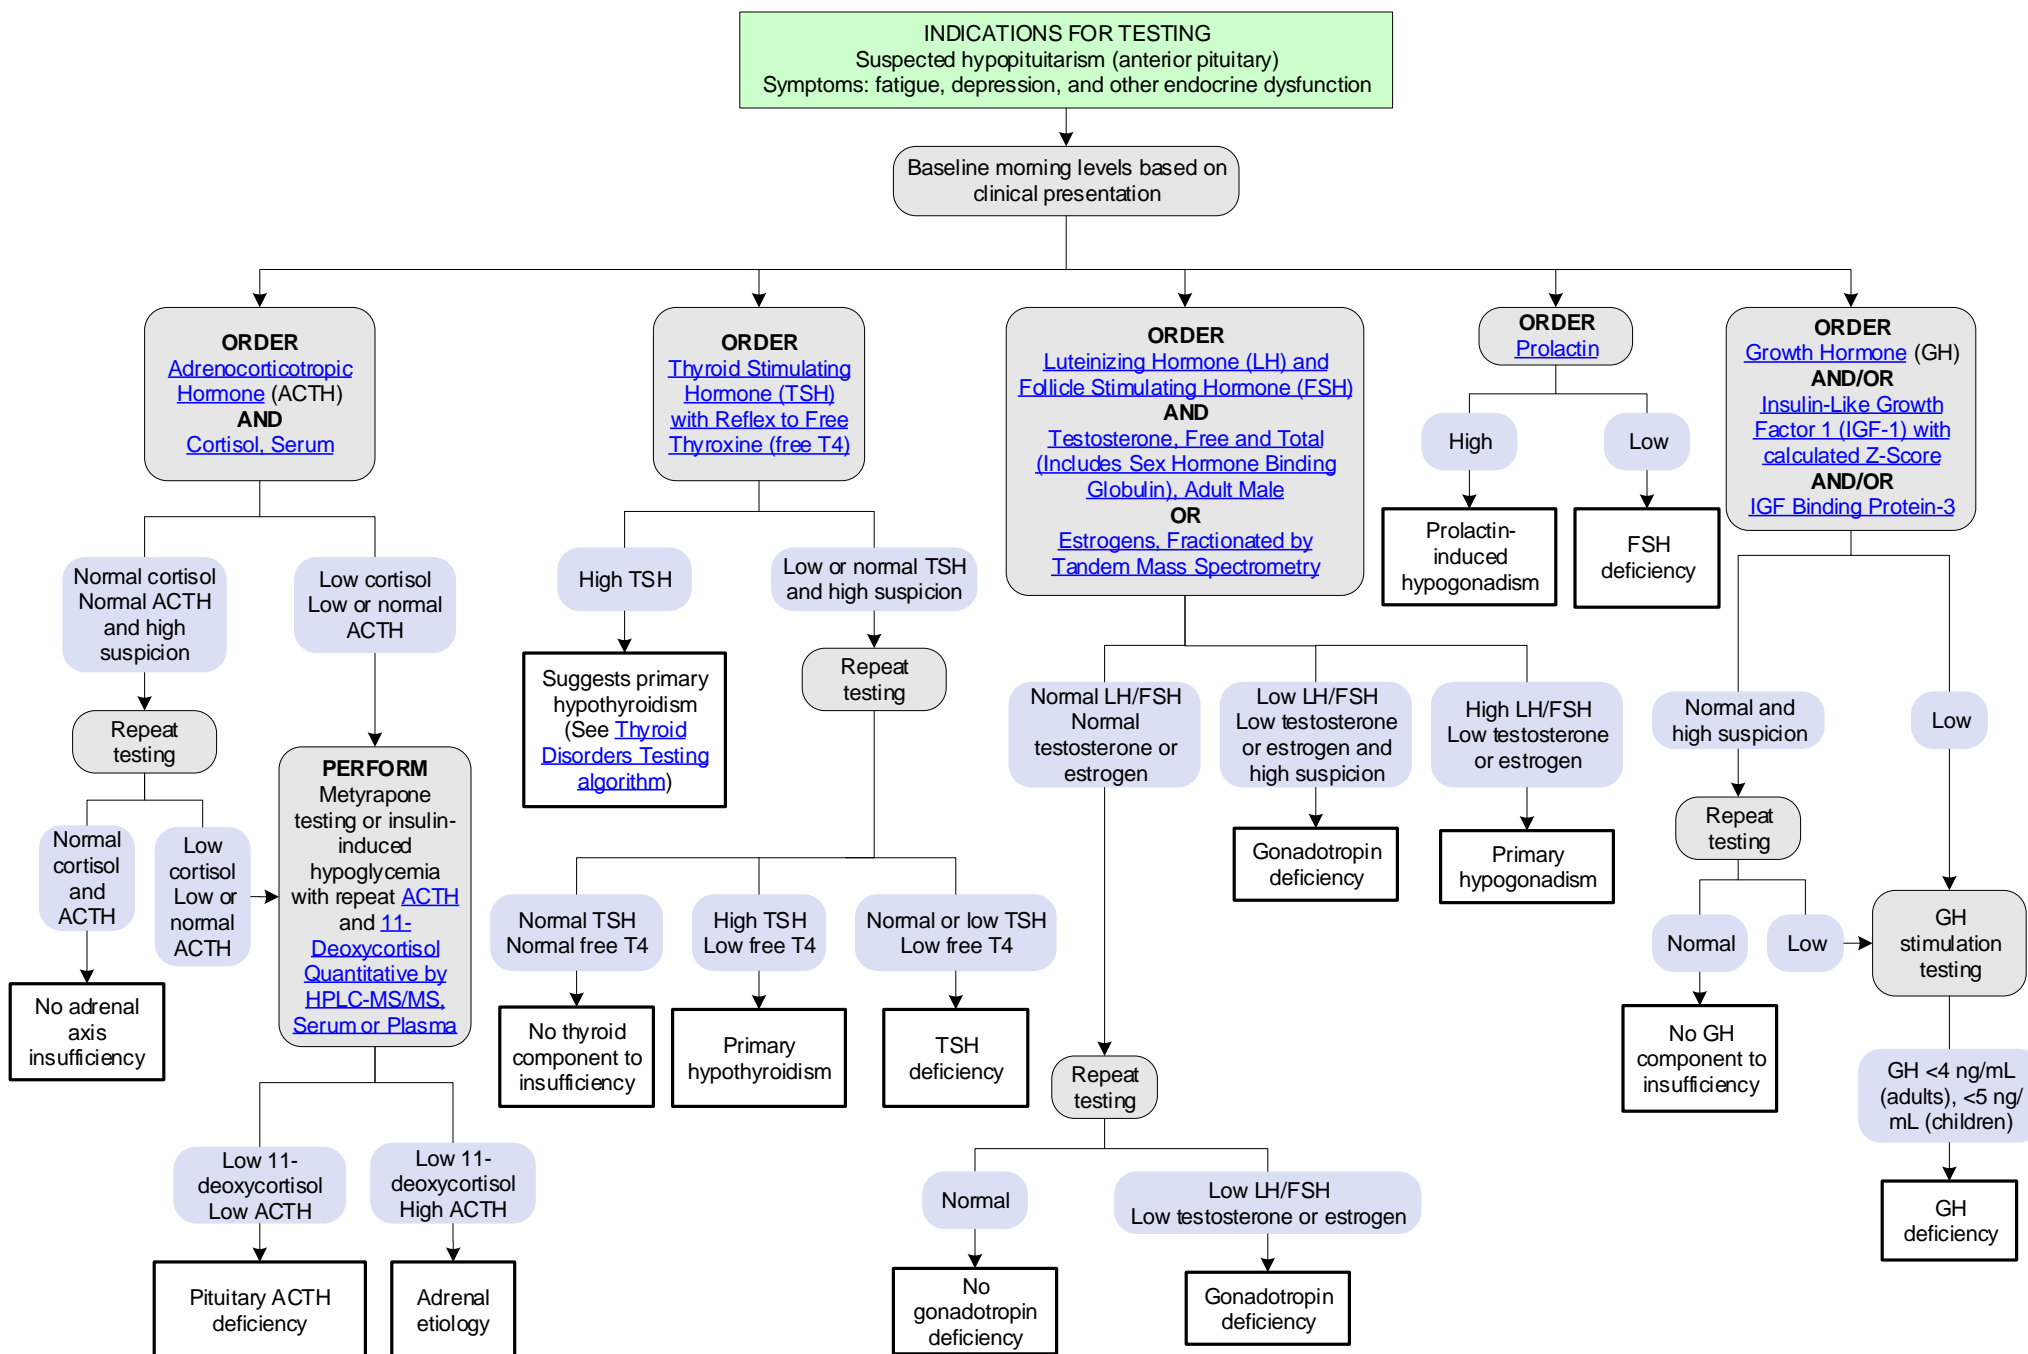 INDICATIONS FOR TESTING
Suspected hypopituitarism (anterior pituitary)
Symptoms: fatigue, depression, and other endocrine dysfunction
Baseline morning levels based on
clinical presentation
ORDER
Adrenocorticotropic
Hormone (ACTH)
AND
Cortisol, Serum
ORDER
Thyroid Stimulating
Hormone (TSH)
with Reflex to Free
Thyroxine (free T4)
ORDER
Luteinizing Hormone (LH) and
Follicle Stimulating Hormone (FSH)
AND
Testosterone, Free and Total
(Includes Sex Hormone Binding
Globulin), Adult Male
OR
Estrogens, Fractionated by
Tandem Mass Spectrometry
ORDER
Prolactin
ORDER
Growth Hormone (GH)
AND/OR
Insulin-Like Growth
Factor 1 (IGF-1) with
calculated Z-Score
AND/OR
IGF Binding Protein-3
High
Low
Prolactin-
induced
hypogonadism
FSH
deficiency
Normal cortisol
Normal ACTH
and high
suspicion
Low cortisol
Low or normal
ACTH
High TSH
Low or normal TSH
and high suspicion
Repeat
testing
Suggests primary
hypothyroidism
(See Thyroid
Disorders Testing
algorithm)
Repeat
testing
Normal LH/FSH
Normal
testosterone or
estrogen
Low LH/FSH
Low testosterone
or estrogen and
high suspicion
High LH/FSH
Low testosterone
or estrogen
Normal and
high suspicion
Low
PERFORM
Metyrapone
testing or insulin-
induced
hypoglycemia
with repeat ACTH
and 11-
Deoxycortisol
Quantitative by
HPLC-MS/MS,
Serum or Plasma
Normal
cortisol
and
ACTH
Low
cortisol
Low or
normal
ACTH
Gonadotropin
deficiency
Primary
hypogonadism
Repeat
testing
Normal TSH
Normal free T4
High TSH
Low free T4
Normal or low TSH
Low free T4
Normal
Low
GH
stimulation
testing
No adrenal
axis
insufficiency
No thyroid
component to
insufficiency
Primary
hypothyroidism
TSH
deficiency
Repeat
testing
No GH
component to
insufficiency
GH <4 ng/mL
(adults), <5 ng/
mL (children)
Low 11-
deoxycortisol
Low ACTH
Low 11-
deoxycortisol
High ACTH
Normal
Low LH/FSH
Low testosterone or estrogen
GH
deficiency
Pituitary ACTH
deficiency
Adrenal
etiology
No
gonadotropin
deficiency
Gonadotropin
deficiency